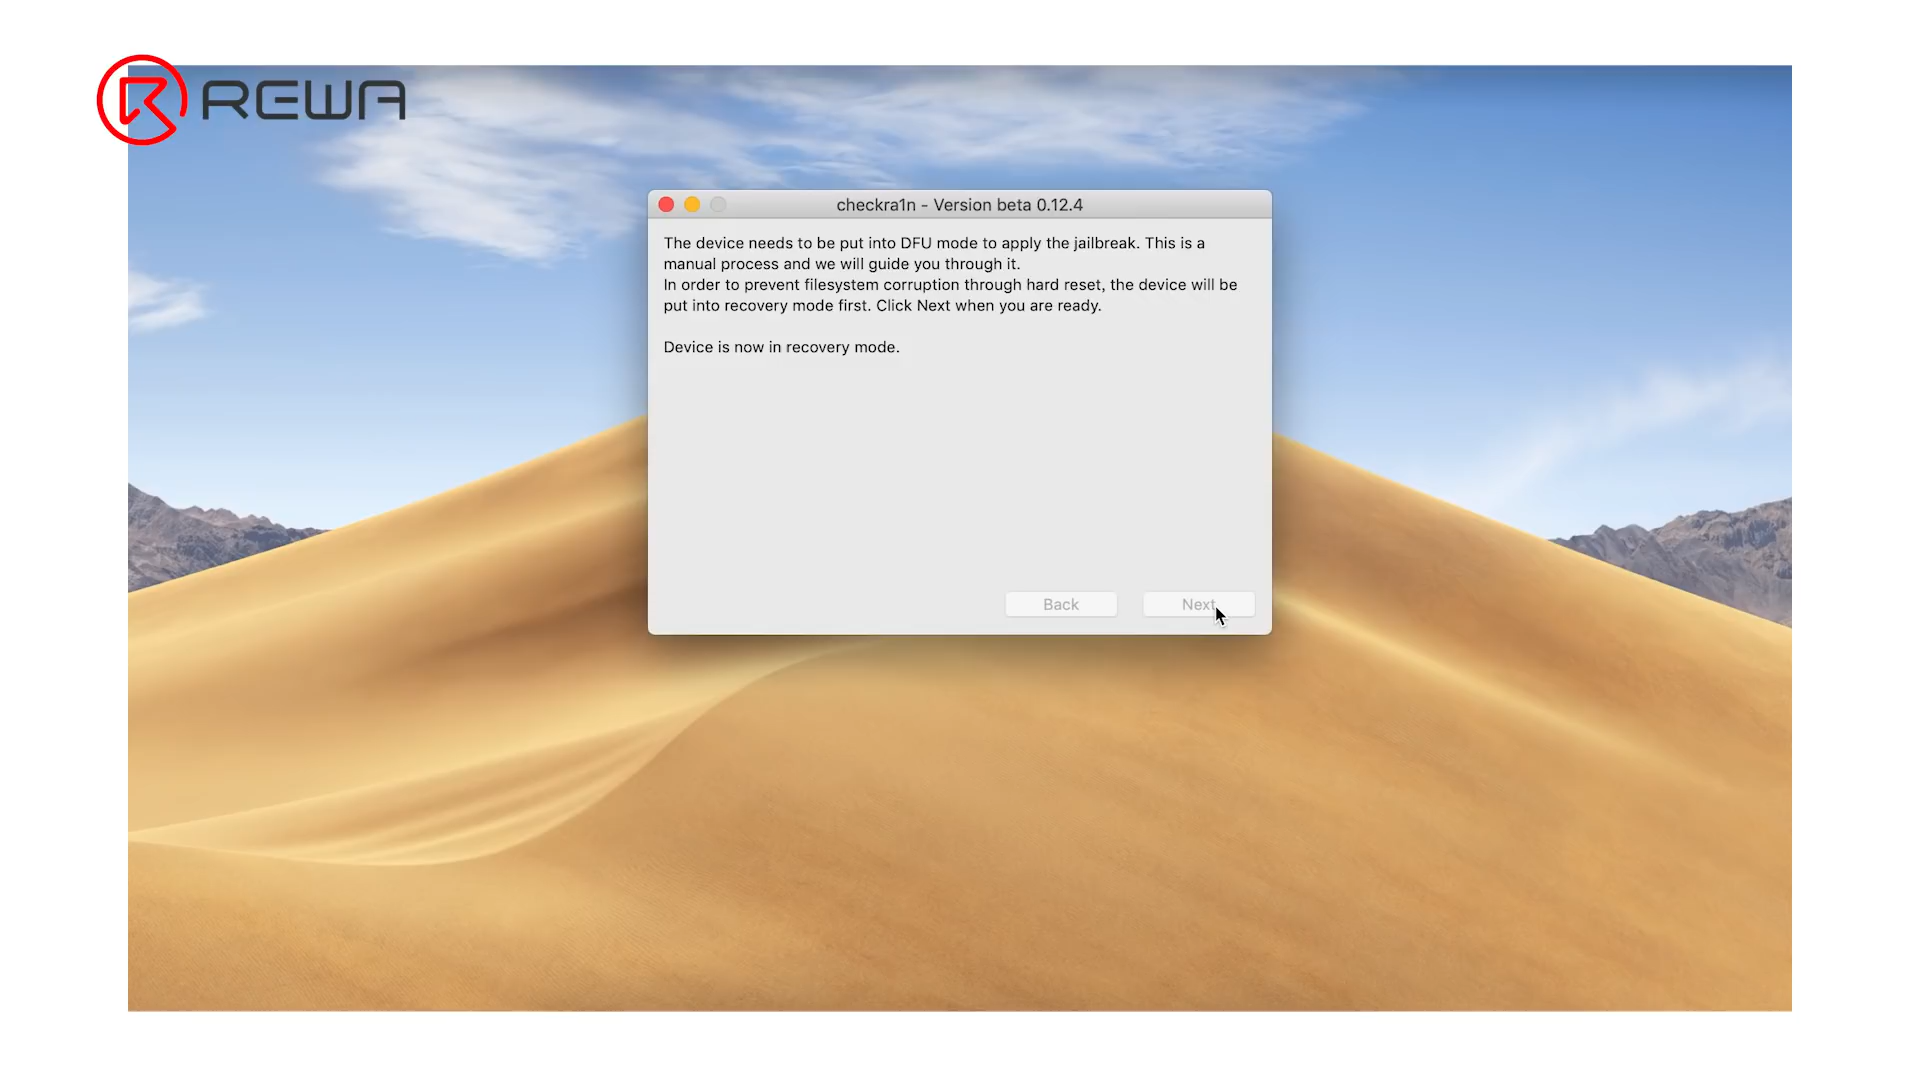 REWA
checkra1n - Version beta 0.12.4
The device needs to be put into DFU mode to apply the jailbreak. This is a
manual process and we will guide you through it.
In order to prevent filesystem corruption through hard reset, the device will be
put into recovery mode first. Click Next when you are ready.
Device is now in recovery mode.
Back
Next